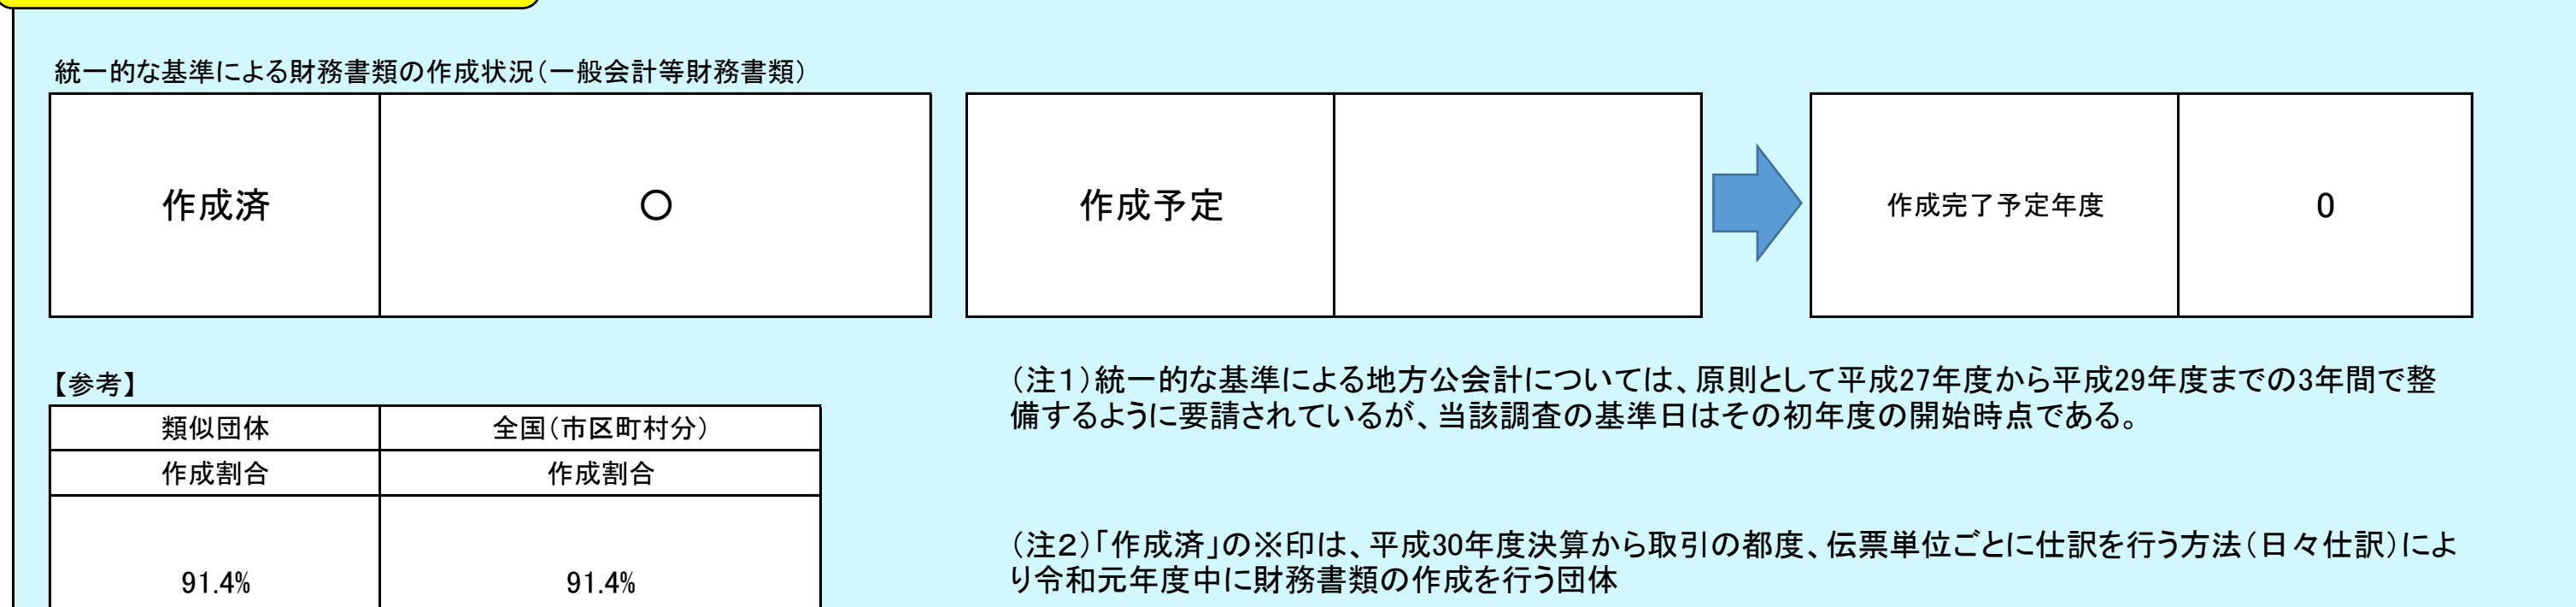 統一的な基準による財務書類の作成状況（一般会計等財務書類）
作成済 ○ 作成予定 作成完了予定年度 0
【参考】
類似団体 全国（市区町村分）
作成割合 作成割合
91.4% 91.4%
（注１）統一的な基準による地方公会計については、原則として平成27年度から平成29年度までの3年間で整
備するように要請されているが、当該調査の基準日はその初年度の開始時点である。
（注２）「作成済」の※印は、平成30年度決算から取引の都度、伝票単位ごとに仕訳を行う方法（日々仕訳）によ
り令和元年度中に財務書類の作成を行う団体